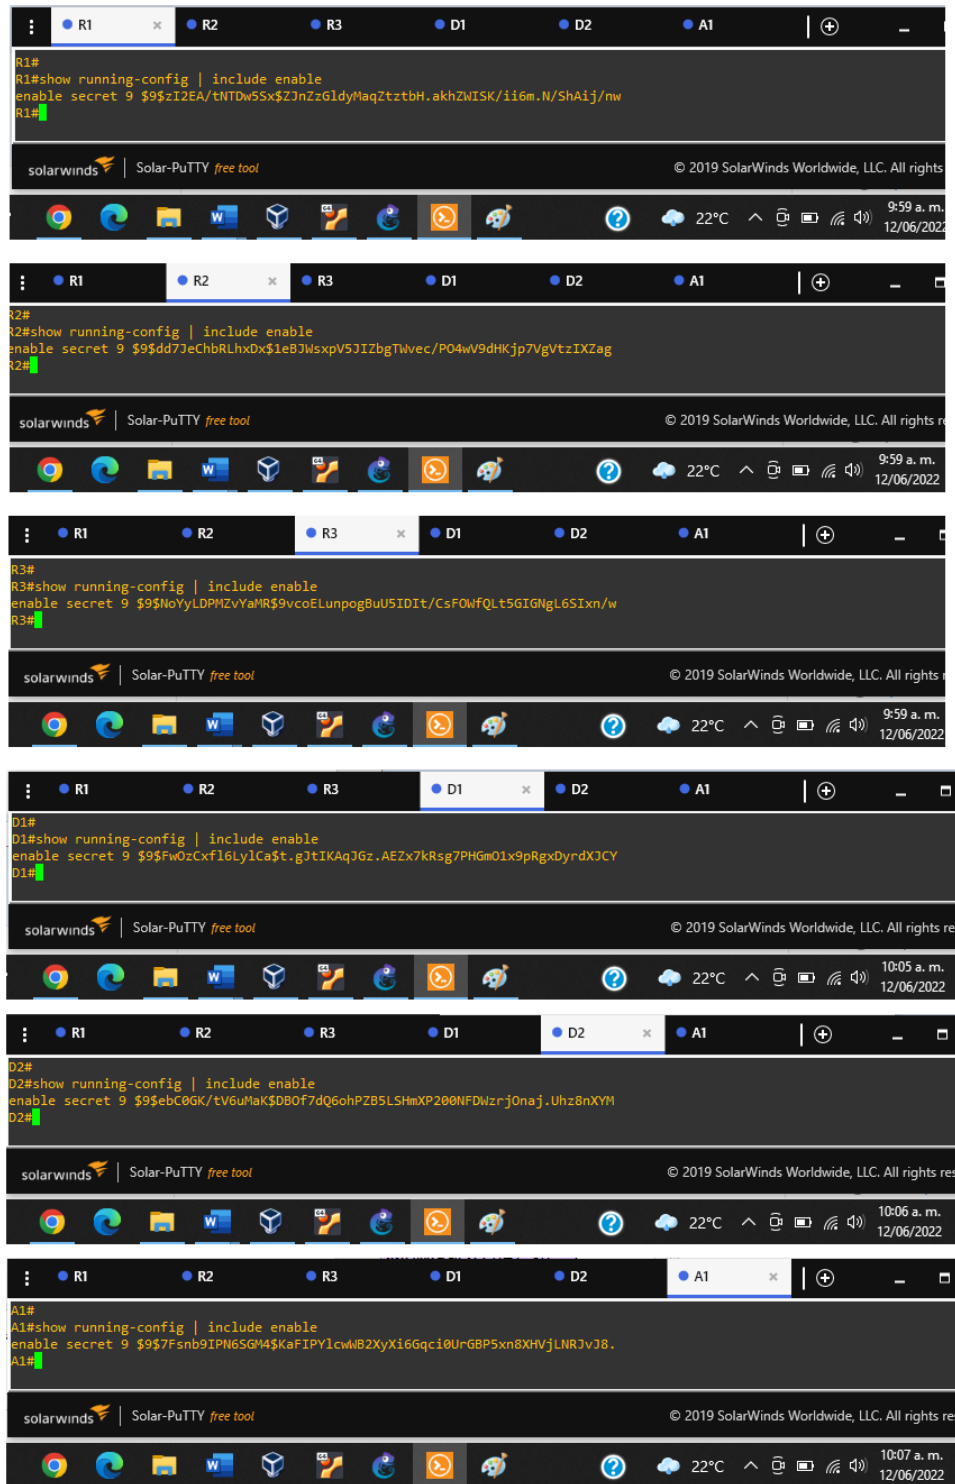 R1 R2 R3 D1 D2 A1
R1#
R1#show running-config | include enable
enable secret 9 $9$zI2EA/tNTDw5Sx$ZJnZzGldyMaqZtztbH.akhZWISK/ii6m.N/ShAij/nw
R1#
solarwinds | Solar-PuTTY free tool © 2019 SolarWinds Worldwide, LLC. All rights
22°C 9:59 a. m.
12/06/2022
R1 R2 R3 D1 D2 A1
R2#
R2#show running-config | include enable
enable secret 9 $9$dd7JeChbRLhxDx$1eBJWsxpV5JIZbgTWvec/PO4wV9dHKjp7VgVtzIXZag
R2#
solarwinds | Solar-PuTTY free tool © 2019 SolarWinds Worldwide, LLC. All rights re
22°C 9:59 a. m.
12/06/2022
R1 R2 R3 D1 D2 A1
R3#
R3#show running-config | include enable
enable secret 9 $9$NoYyLDPMZvYaMR$9vcoELunpogBuU5IDIt/CsFOWfQLt5GIGNgL6SIxn/w
R3#
solarwinds | Solar-PuTTY free tool © 2019 SolarWinds Worldwide, LLC. All rights r
22°C 9:59 a. m.
12/06/2022
R1 R2 R3 D1 D2 A1
D1#
D1#show running-config | include enable
enable secret 9 $9$FwOzCxfl6LylCa$t.gJtIKAqJGz.AEZx7kRsg7PHGmO1x9pRgxDyrdXJCY
D1#
solarwinds | Solar-PuTTY free tool © 2019 SolarWinds Worldwide, LLC. All rights re
22°C 10:05 a. m.
12/06/2022
R1 R2 R3 D1 D2 A1
D2#
D2#show running-config | include enable
enable secret 9 $9$ebC0GK/tV6uMaK$DBOf7dQ6ohPZB5LSHmXP200NFDWzrjOnaj.Uhz8nXYM
D2#
solarwinds | Solar-PuTTY free tool © 2019 SolarWinds Worldwide, LLC. All rights res
22°C 10:06 a. m.
12/06/2022
R1 R2 R3 D1 D2 A1
A1#
A1#show running-config | include enable
enable secret 9 $9$7Fsnb9IPN6SGM4$KaFIPYlcwWB2XyXi6Gqci0UrGBP5xn8XHVjLNRJvJ8.
A1#
solarwinds | Solar-PuTTY free tool © 2019 SolarWinds Worldwide, LLC. All rights re
22°C 10:07 a. m.
12/06/2022